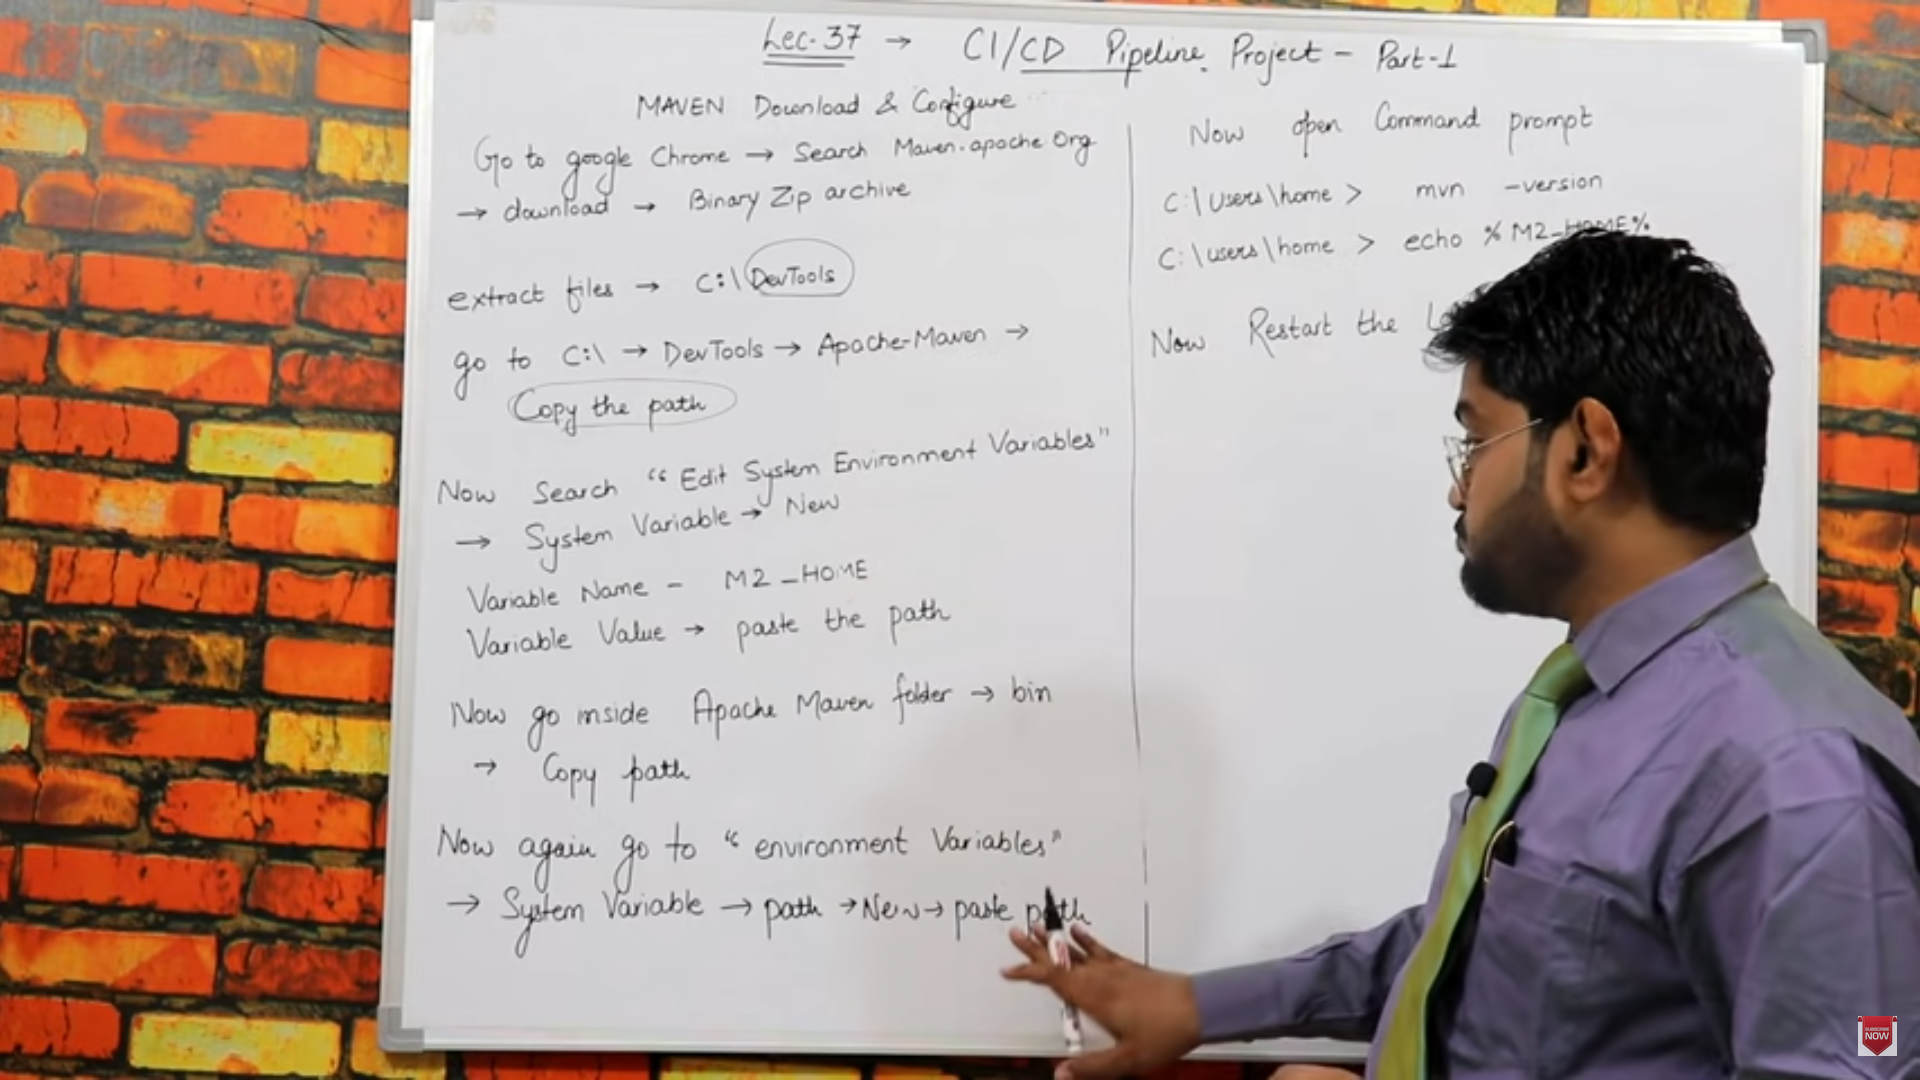 Lec-37 → CI/CD Pipeline Project - Part-1
MAVEN Download & Configure
Go to google Chrome → Search Maven.apache Org
→ download → Binary Zip archive
extract files → C:\DevTools
go to C:\ → DevTools → Apache-Maven →
Copy the path
Now Search “Edit System Environment Variables”
→ System Variable → New
Variable Name - M2_HOME
Variable Value → paste the path
Now go inside Apache Maven folder → bin
→ Copy path
Now again go to “environment Variables”
→ System Variable → path → New → paste path
Now open Command prompt
C:\Users\home > mvn -version
C:\users\home > echo %M2_HOME%
Now Restart the
SUBSCRIBE
NOW